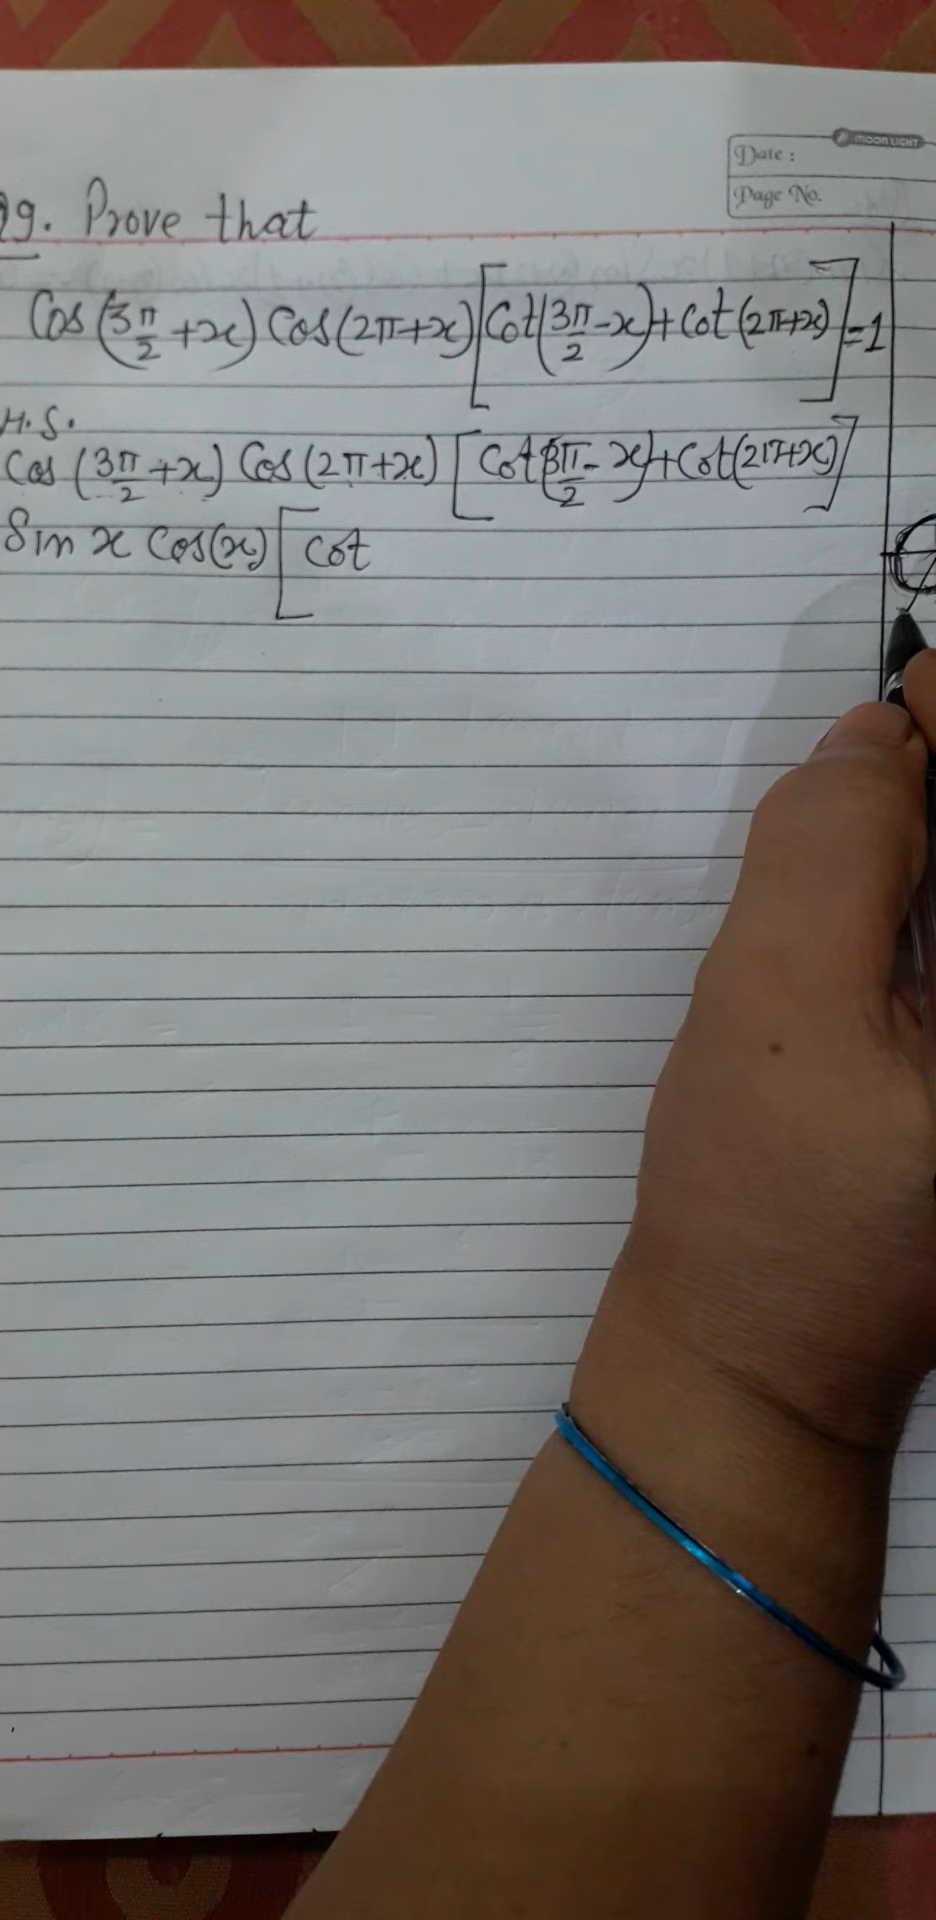 MOONLIGHT
Date :
Page No.
9. Prove that
Cos(3π/2 +x) Cos(2π+x)[Cot(3π/2 -x)+Cot(2π+x)]=1
H.S.
Cos (3π/2 +x) Cos(2π+x) [Cot(3π/2 - x)+Cot(2π+x)]
Sin x Cos(x) [Cot